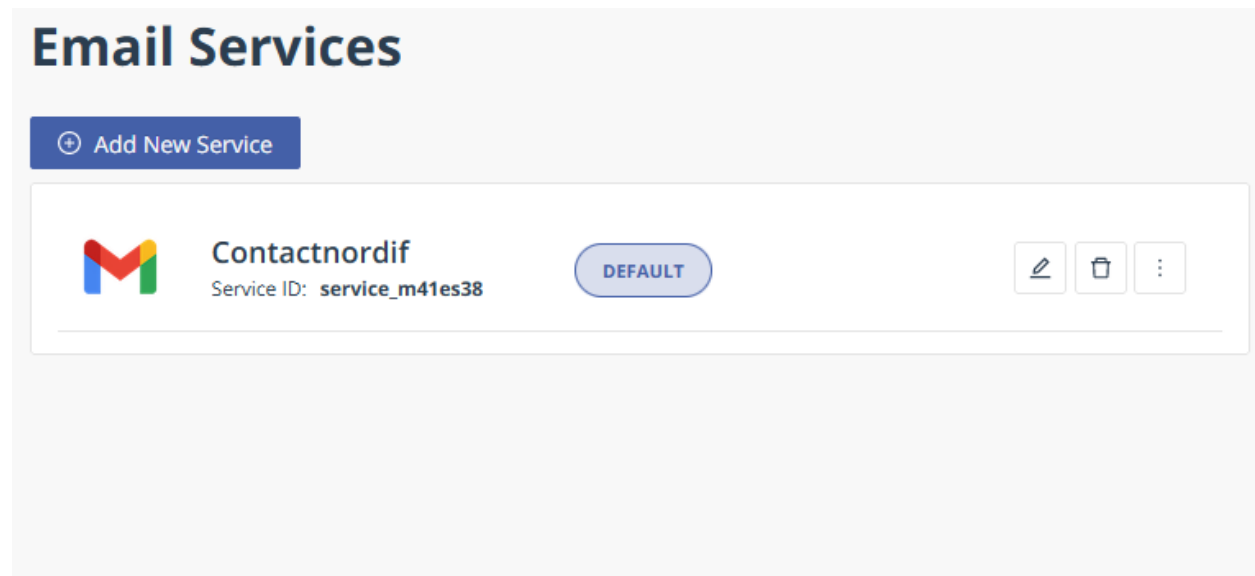 Email Services
Add New Service
Contactnordif
Service ID: service_m41es38
DEFAULT